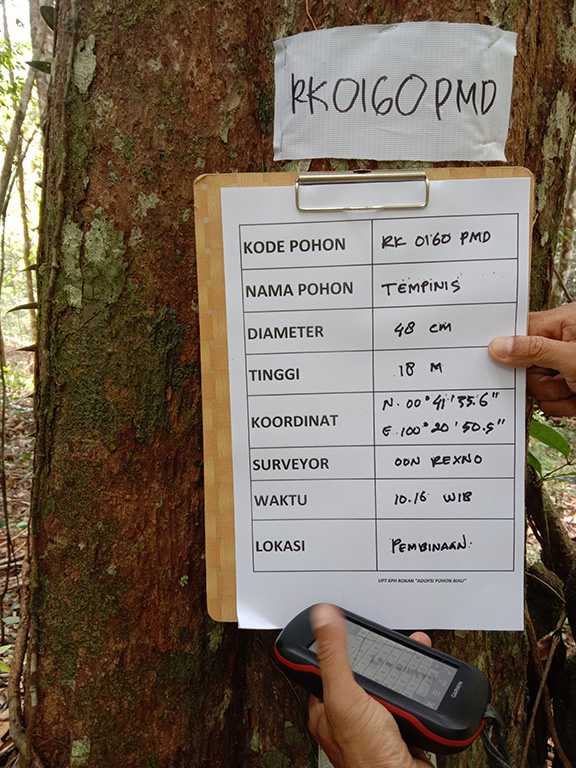 RK0160PMD
KODE POHON RK 0160 PMD
NAMA POHON TEMPINIS
DIAMETER 48 cm
TINGGI 18 M
KOORDINAT N. 00° 41' 35.6"
E. 100° 20' 50.5"
SURVEYOR ODN REXNO
WAKTU 10.16 WIB
LOKASI PEMBINAAN.
UPT KPH ROKAN "ADOPSI POHON RIAU"
GARMIN